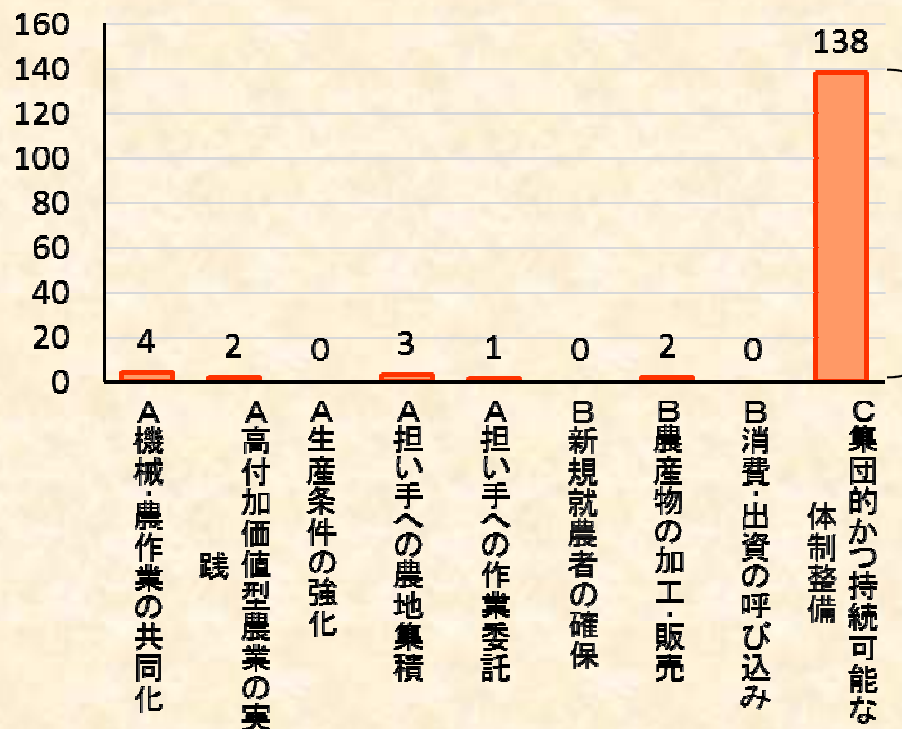 160
140
120
100
80
60
40
20
0
4
2
0
3
1
0
2
0
138
A機械・農作業の共同化
A高付加価値型農業の実
践
A生産条件の強化
A担い手への農地集積
A担い手への作業委託
B新規就農者の確保
B農産物の加工・販売
B消費・出資の呼び込み
C集団的かつ持続可能な
体制整備